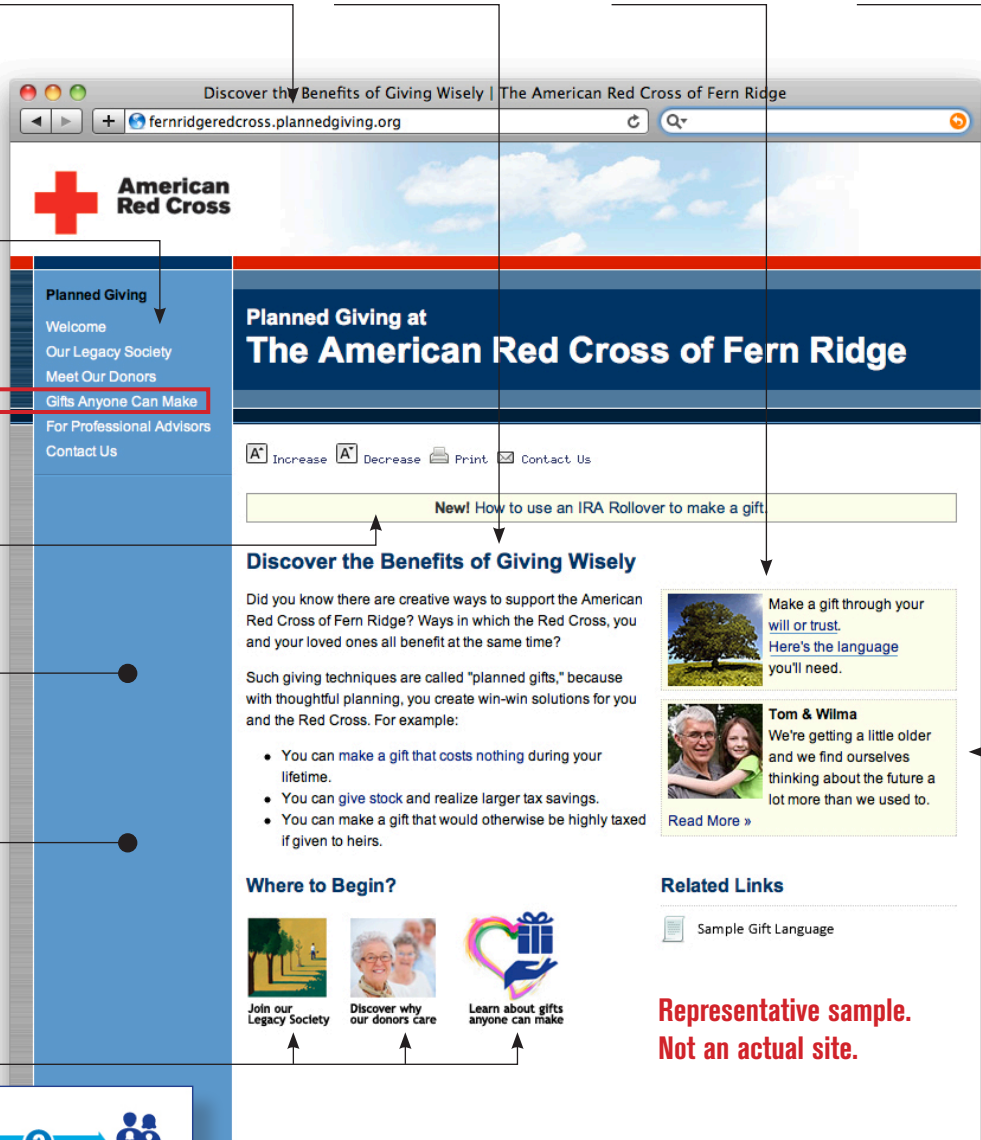 Discover the Benefits of Giving Wisely | The American Red Cross of Fern Ridge
fernridgeredcross.plannedgiving.org
American
Red Cross
Planned Giving
Welcome
Our Legacy Society
Meet Our Donors
Gifts Anyone Can Make
For Professional Advisors
Contact Us
Planned Giving at
The American Red Cross of Fern Ridge
A Increase A Decrease Print Contact Us
New! How to use an IRA Rollover to make a gift.
Discover the Benefits of Giving Wisely
Did you know there are creative ways to support the American
Red Cross of Fern Ridge? Ways in which the Red Cross, you
and your loved ones all benefit at the same time?
Such giving techniques are called "planned gifts," because
with thoughtful planning, you create win-win solutions for you
and the Red Cross. For example:
• You can make a gift that costs nothing during your
lifetime.
• You can give stock and realize larger tax savings.
• You can make a gift that would otherwise be highly taxed
if given to heirs.
Make a gift through your
will or trust.
Here's the language
you'll need.
Tom & Wilma
We're getting a little older
and we find ourselves
thinking about the future a
lot more than we used to.
Read More »
Where to Begin?
Join our
Legacy Society
Discover why
our donors care
Learn about gifts
anyone can make
Related Links
Sample Gift Language
Representative sample.
Not an actual site.